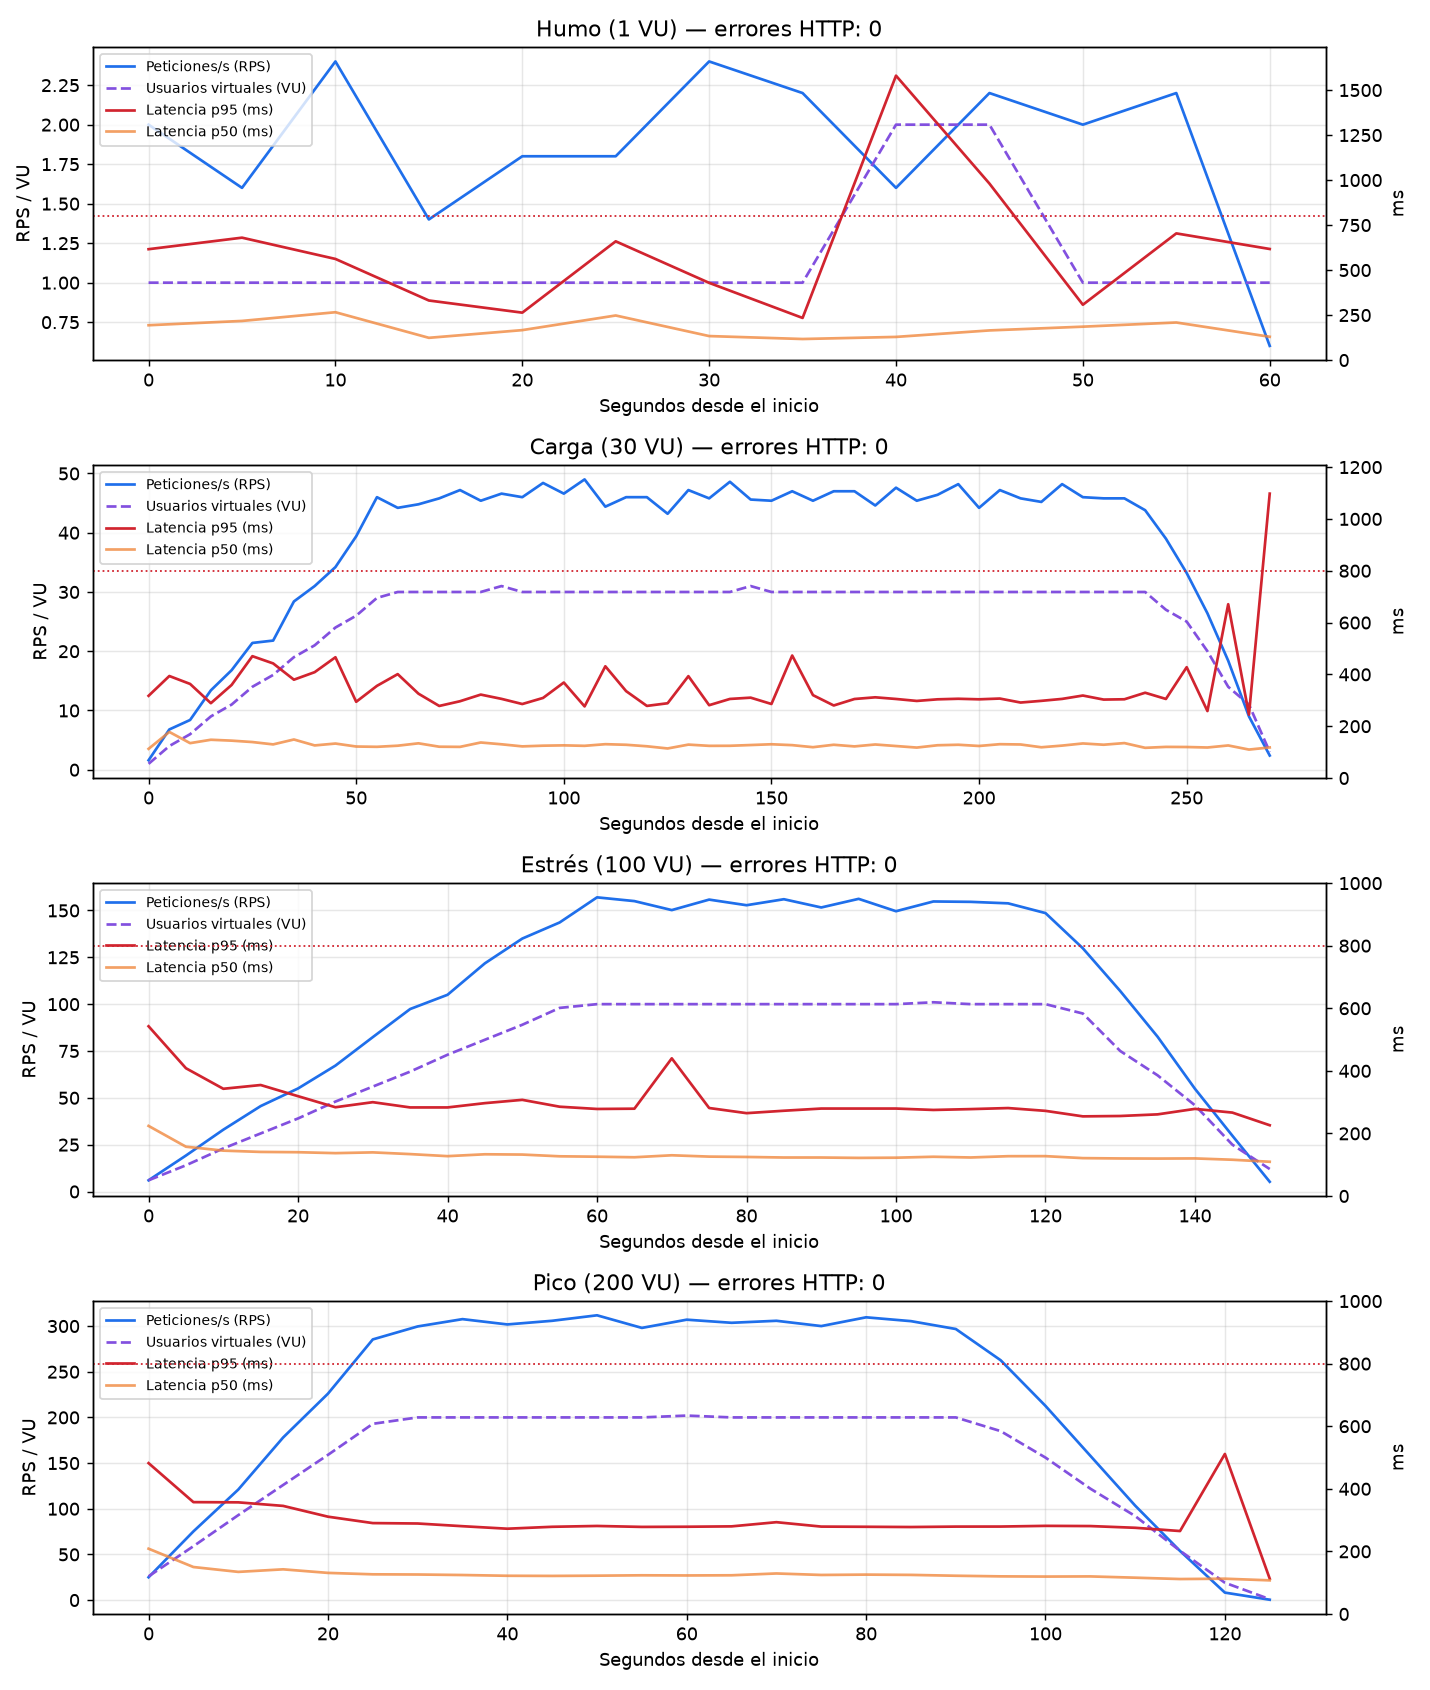 Humo (1 VU) — errores HTTP: 0
Peticiones/s (RPS)
Usuarios virtuales (VU)
Latencia p95 (ms)
Latencia p50 (ms)
2.25
2.00
1.75
1.50
1.25
1.00
0.75
RPS / VU
1500
1250
1000
750
500
250
0
ms
0 10 20 30 40 50 60
Segundos desde el inicio
Carga (30 VU) — errores HTTP: 0
Peticiones/s (RPS)
Usuarios virtuales (VU)
Latencia p95 (ms)
Latencia p50 (ms)
50
40
30
20
10
0
RPS / VU
1200
1000
800
600
400
200
0
ms
0 50 100 150 200 250
Segundos desde el inicio
Estrés (100 VU) — errores HTTP: 0
Peticiones/s (RPS)
Usuarios virtuales (VU)
Latencia p95 (ms)
Latencia p50 (ms)
150
125
100
75
50
25
0
RPS / VU
1000
800
600
400
200
0
ms
0 20 40 60 80 100 120 140
Segundos desde el inicio
Pico (200 VU) — errores HTTP: 0
Peticiones/s (RPS)
Usuarios virtuales (VU)
Latencia p95 (ms)
Latencia p50 (ms)
300
250
200
150
100
50
0
RPS / VU
1000
800
600
400
200
0
ms
0 20 40 60 80 100 120
Segundos desde el inicio